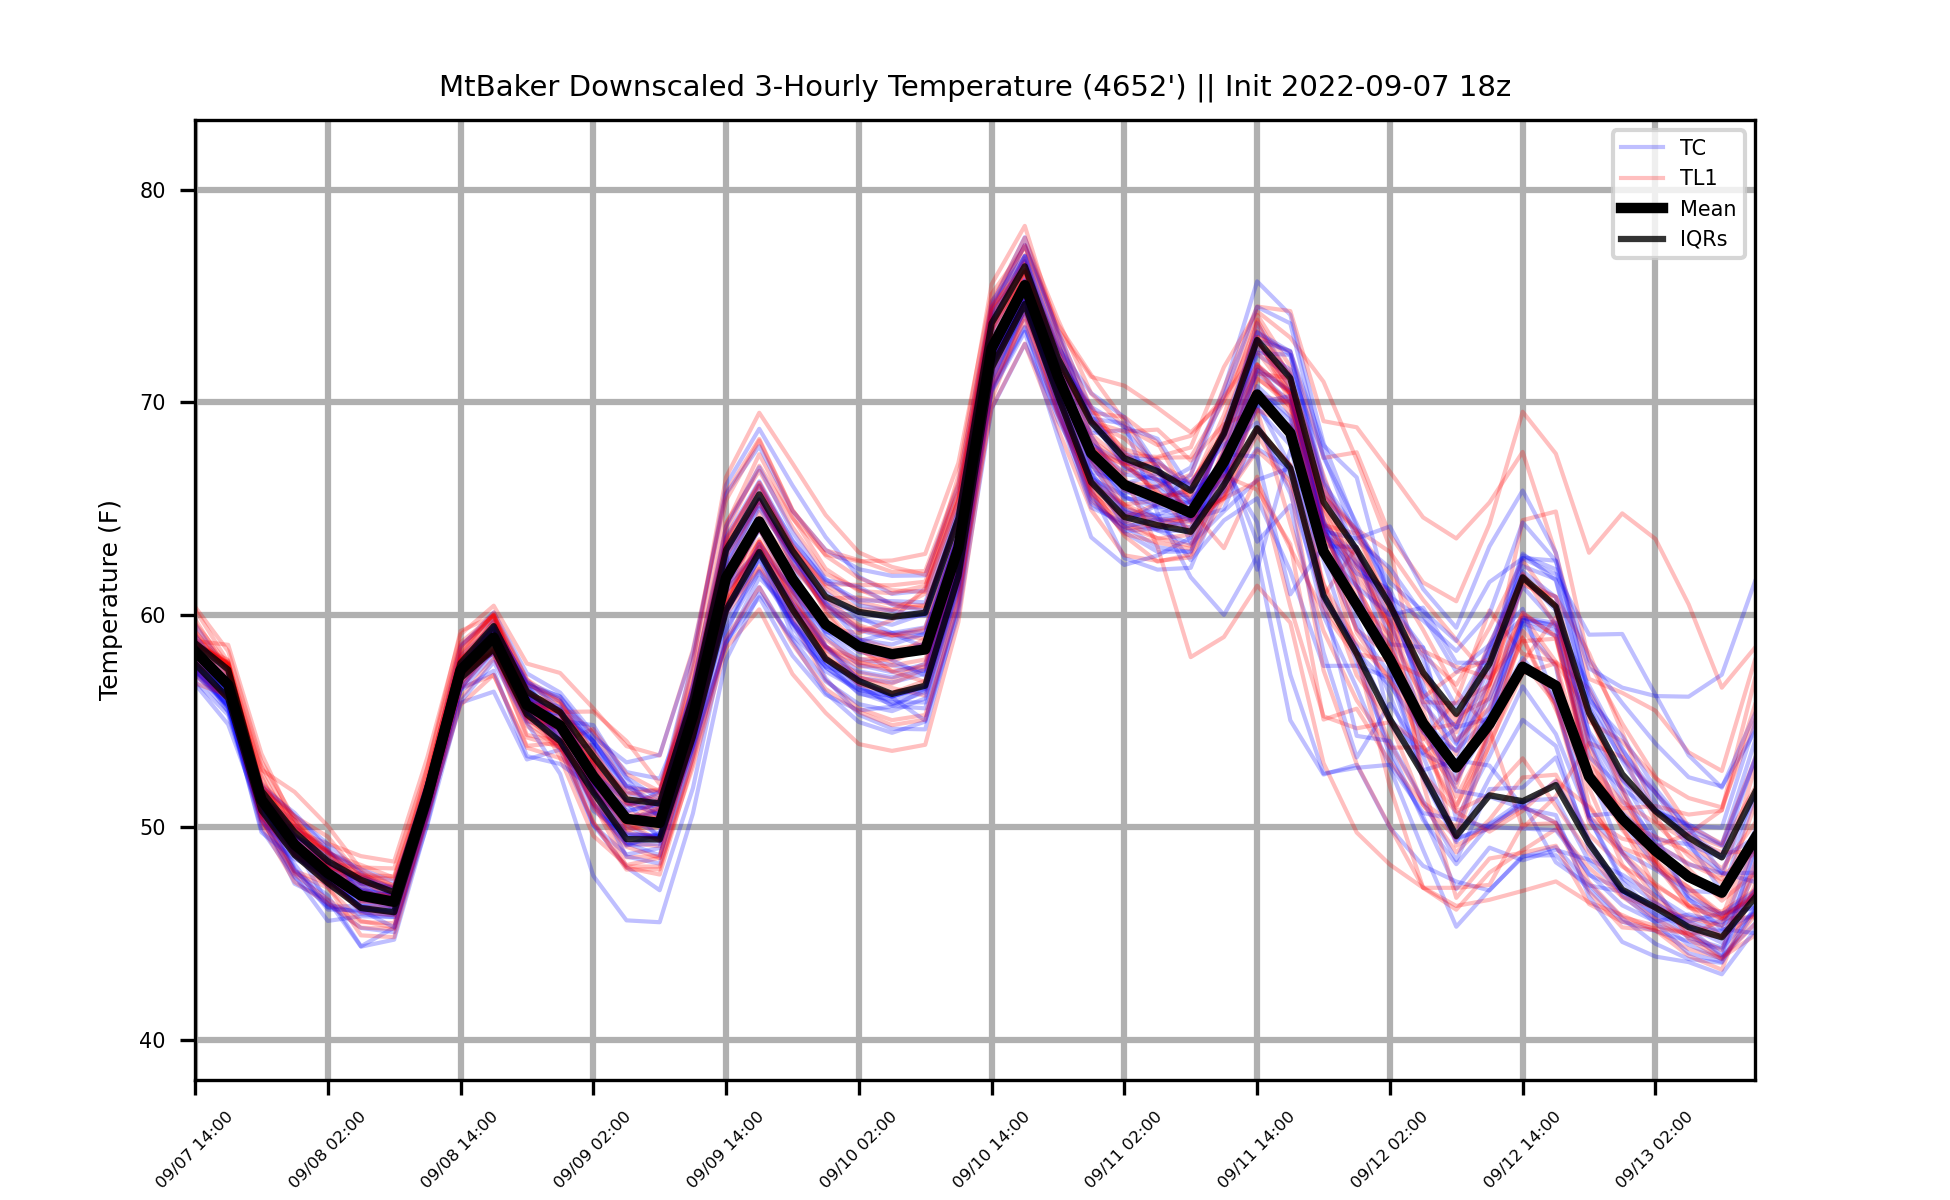 MtBaker Downscaled 3-Hourly Temperature (4652') || Init 2022-09-07 18z
TC
TL1
Mean
IQRs
Temperature (F)
80
70
60
50
40
09/07 14:00
09/08 02:00
09/08 14:00
09/09 02:00
09/09 14:00
09/10 02:00
09/10 14:00
09/11 02:00
09/11 14:00
09/12 02:00
09/12 14:00
09/13 02:00